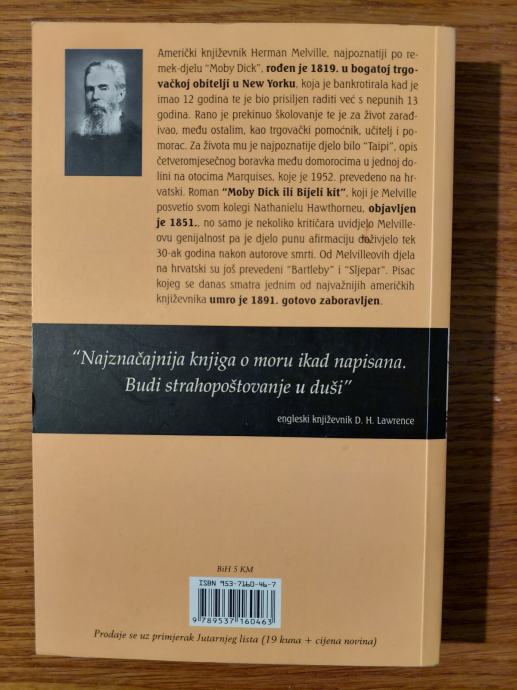 Američki književnik Herman Melville, najpoznatiji po re-
mek-djelu "Moby Dick", rođen je 1819. u bogatoj trgo-
vačkoj obitelji u New Yorku, koja je bankrotirala kad je
imao 12 godina te je bio prisiljen raditi već s nepunih 13
godina. Rano je prekinuo školovanje te je za život zarađ-
ivao, među ostalim, kao trgovački pomoćnik, učitelj i po-
morac. Za života mu je najpoznatije djelo bilo "Taipi", opis
četveromjesečnog boravka među domorocima u jednoj do-
lini na otocima Marquises, koje je 1952. prevedeno na hr-
vatski. Roman "Moby Dick ili Bijeli kit", koji je Melville
posvetio svom kolegi Nathanielu Hawthorneu, objavljen
je 1851., no samo je nekoliko kritičara uvidjelo Melville-
ovu genijalnost pa je djelo punu afirmaciju doživjelo tek
30-ak godina nakon autorove smrti. Od Melvilleovih djela
na hrvatski su još prevedeni "Bartleby" i "Sljepar". Pisac
kojeg se danas smatra jednim od najvažnijih američkih
književnika umro je 1891. gotovo zaboravljen.
"Najznačajnija knjiga o moru ikad napisana.
Budi strahopoštovanje u duši"
engleski književnik D. H. Lawrence
BiH 5 KM
ISBN 953-7160-46-7
9 789537 160463
Prodaje se uz primjerak Jutarnjeg lista (19 kuna + cijena novina)